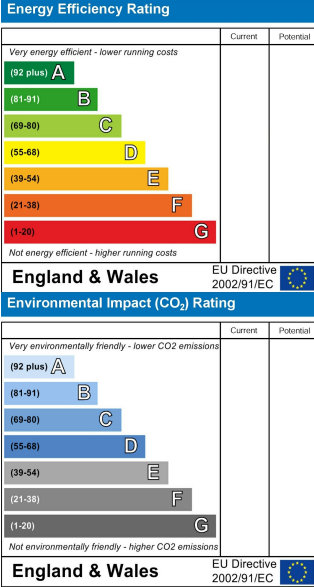 Energy Efficiency Rating
Current Potential
Very energy efficient - lower running costs
(92 plus) A
(81-91) B
(69-80) C
(55-68) D
(39-54) E
(21-38) F
(1-20) G
Not energy efficient - higher running costs
England & Wales
EU Directive
2002/91/EC
Environmental Impact (CO₂) Rating
Current Potential
Very environmentally friendly - lower CO2 emissions
(92 plus) A
(81-91) B
(69-80) C
(55-68) D
(39-54) E
(21-38) F
(1-20) G
Not environmentally friendly - higher CO2 emissions
England & Wales
EU Directive
2002/91/EC